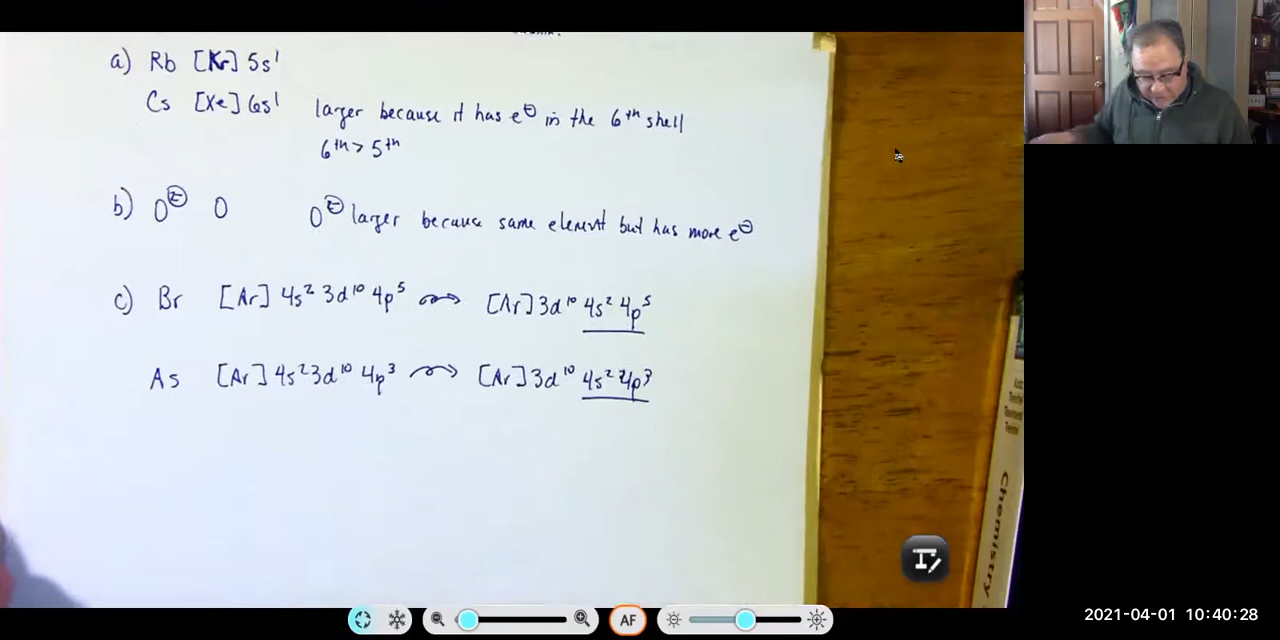 a) Rb [Kr] 5s¹
Cs [Xe] 6s¹ larger because it has e⊖ in the 6ᵗʰ shell
6ᵗʰ > 5ᵗʰ
b) O²⊖ O O²⊖ larger because same element but has more e⊖
c) Br [Ar] 4s² 3d¹⁰ 4p⁵ → [Ar] 3d¹⁰ 4s² 4p⁵
As [Ar] 4s² 3d¹⁰ 4p³ → [Ar] 3d¹⁰ 4s² 4p³
Chemistry
AF
2021-04-01 10:40:28